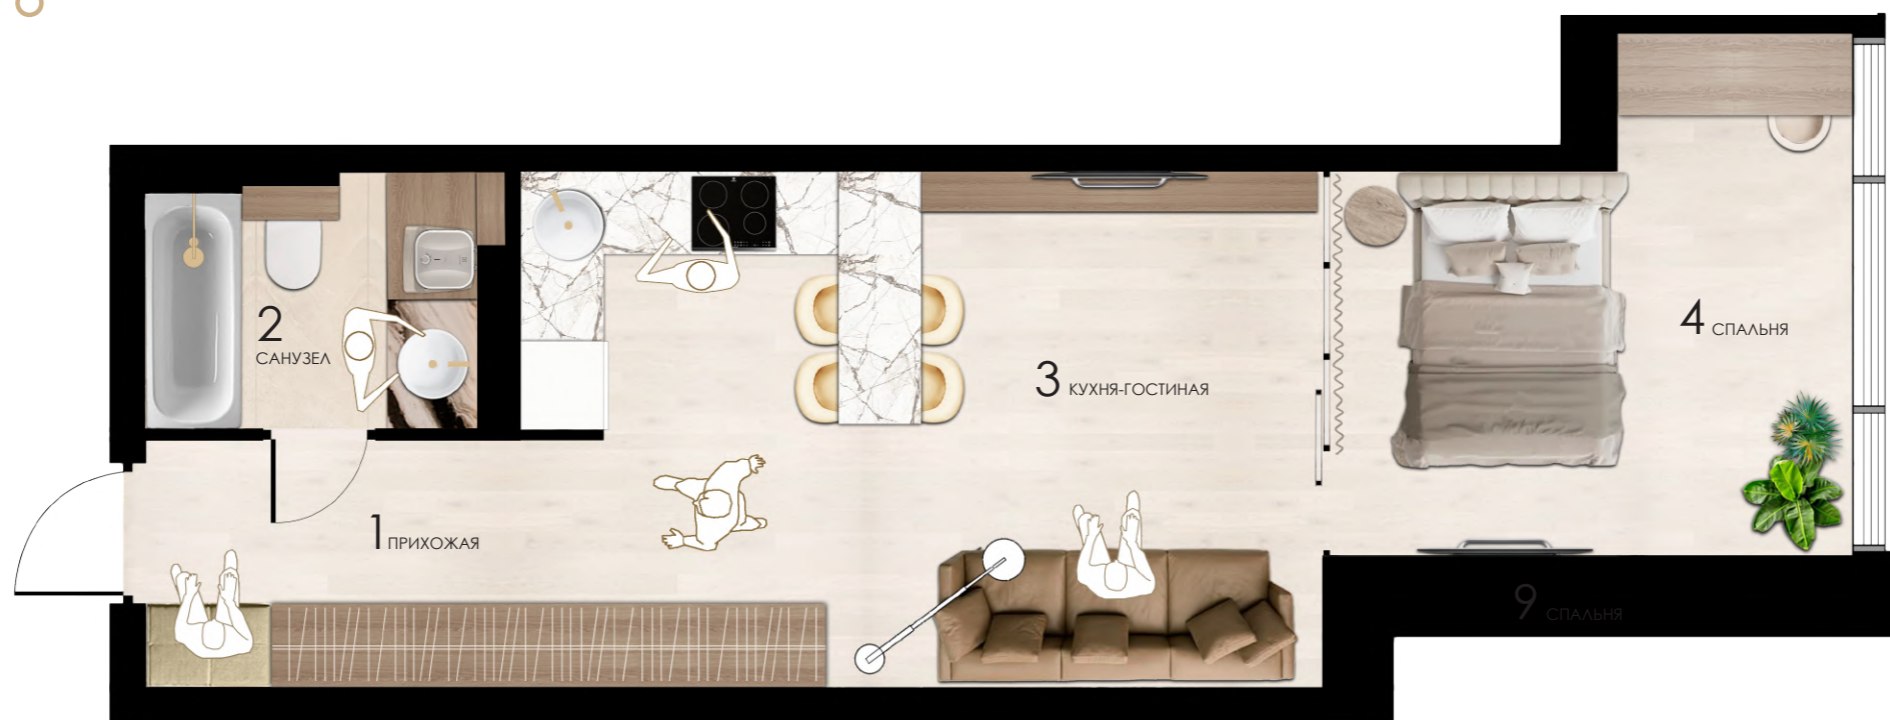 2
САНУЗЕЛ
1 ПРИХОЖАЯ
3 КУХНЯ-ГОСТИНАЯ
4 СПАЛЬНЯ
9 СПАЛЬНЯ